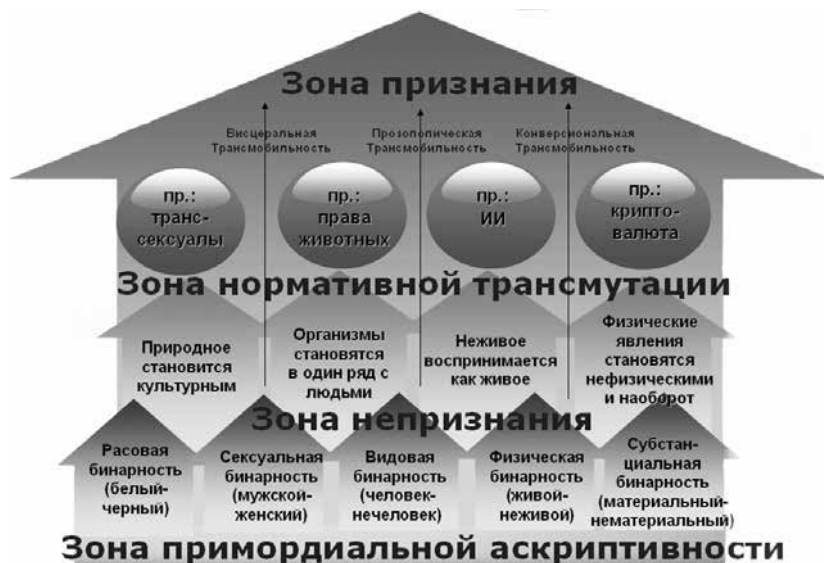 Зона признания
Висцеральная
Трансмобильность
Прозопопическая
Трансмобильность
Конверсиональная
Трансмобильность
пр.:
транс-
сексуалы
пр.:
права
животных
пр.:
ИИ
пр.:
крипто-
валюта
Зона нормативной трансмутации
Природное
становится
культурным
Организмы
становятся
в один ряд с
людьми
Неживое
воспринимается
как живое
Физические
явления
становятся
нефизическими
и наоборот
Зона непризнания
Расовая
бинарность
(белый-
черный)
Сексуальная
бинарность
(мужской-
женский)
Видовая
бинарность
(человек-
нечеловек)
Физическая
бинарность
(живой-
неживой)
Субстан-
циальная
бинарность
(материальный-
нематериальный)
Зона примордиальной аскриптивности